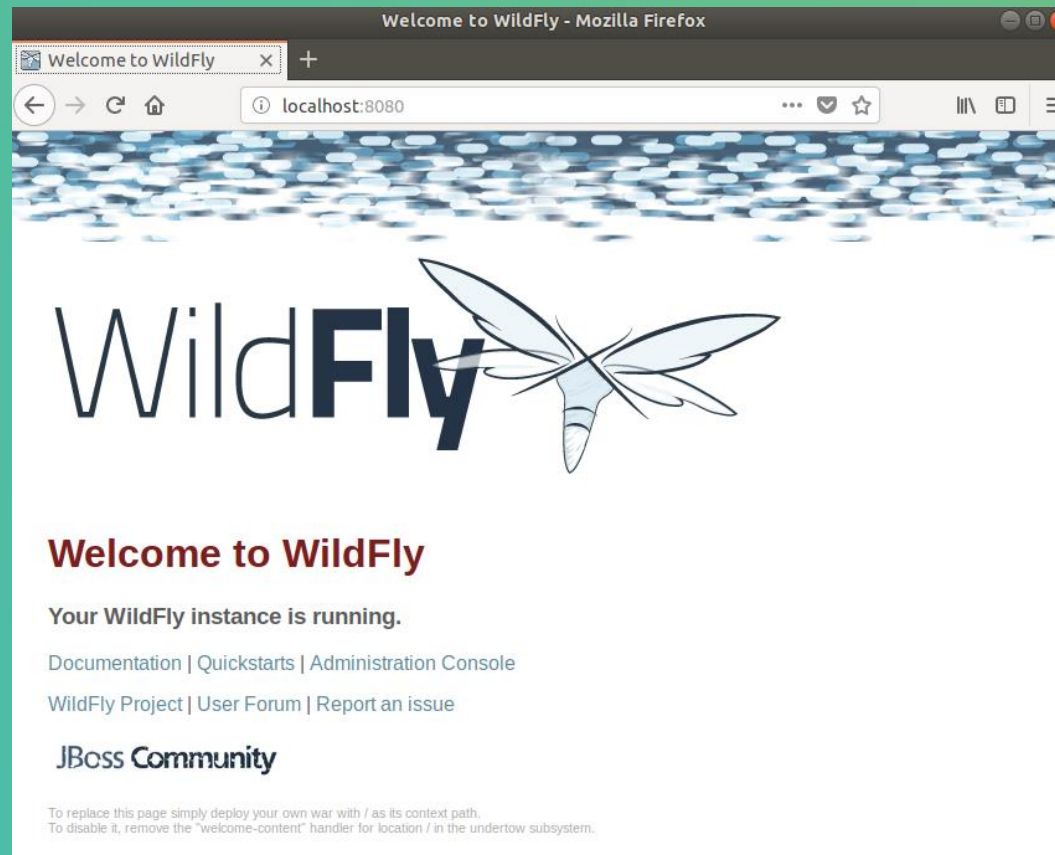 Welcome to WildFly - Mozilla Firefox
Welcome to WildFly
localhost:8080
WildFly
Welcome to WildFly
Your WildFly instance is running.
Documentation | Quickstarts | Administration Console
WildFly Project | User Forum | Report an issue
JBoss Community
To replace this page simply deploy your own war with / as its context path.
To disable it, remove the "welcome-content" handler for location / in the undertow subsystem.